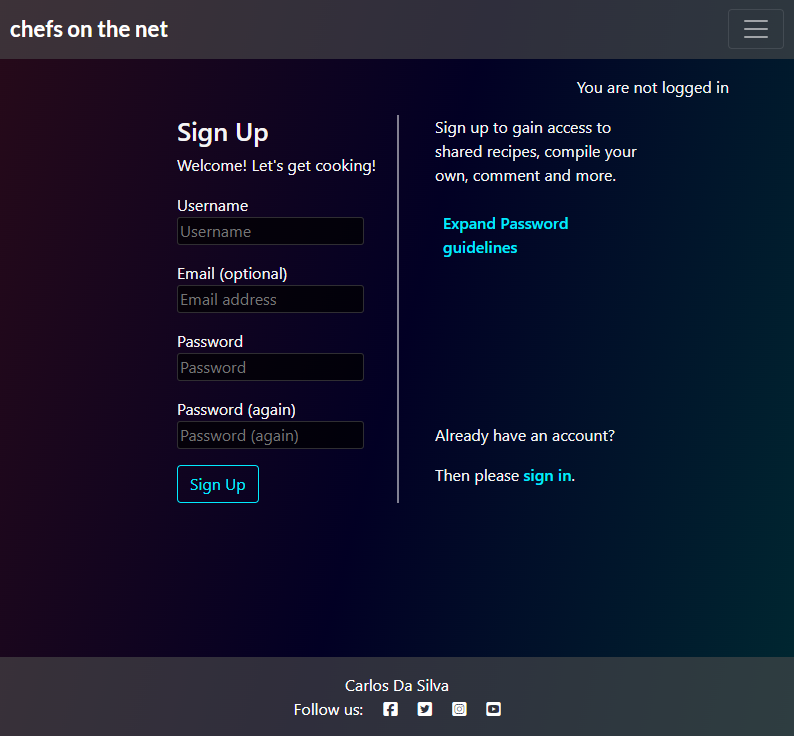 chefs on the net
You are not logged in
Sign Up
Welcome! Let's get cooking!
Username
Username
Email (optional)
Email address
Password
Password
Password (again)
Password (again)
Sign Up
Sign up to gain access to
shared recipes, compile your
own, comment and more.
Expand Password
guidelines
Already have an account?
Then please sign in.
Carlos Da Silva
Follow us: